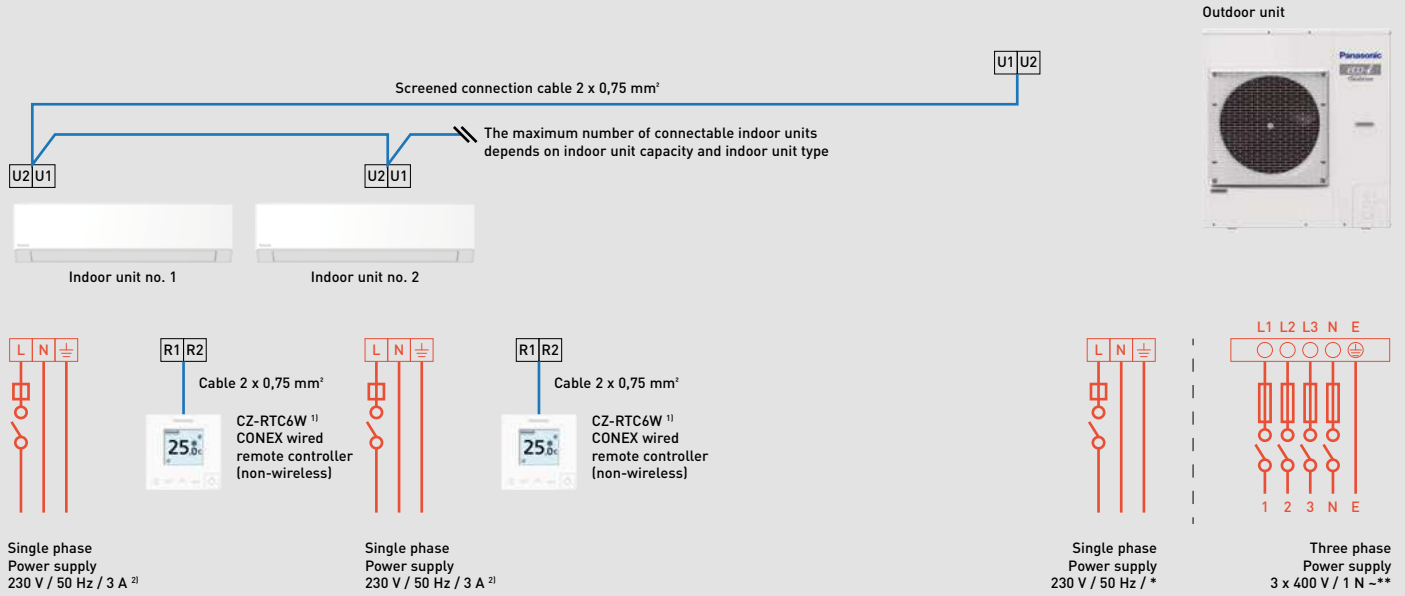 Outdoor unit
Panasonic
ECOi
U1 U2
Screened connection cable 2 x 0,75 mm²
The maximum number of connectable indoor units
depends on indoor unit capacity and indoor unit type
U2 U1
U2 U1
Indoor unit no. 1
Indoor unit no. 2
L N
R1 R2
Cable 2 x 0,75 mm²
CZ-RTC6W ¹⁾
CONEX wired
remote controller
(non-wireless)
25.0c
L N
R1 R2
Cable 2 x 0,75 mm²
CZ-RTC6W ¹⁾
CONEX wired
remote controller
(non-wireless)
25.0c
L N
L1 L2 L3 N E
1 2 3 N E
Single phase
Power supply
230 V / 50 Hz / 3 A ²⁾
Single phase
Power supply
230 V / 50 Hz / 3 A ²⁾
Single phase
Power supply
230 V / 50 Hz / *
Three phase
Power supply
3 x 400 V / 1 N ~**